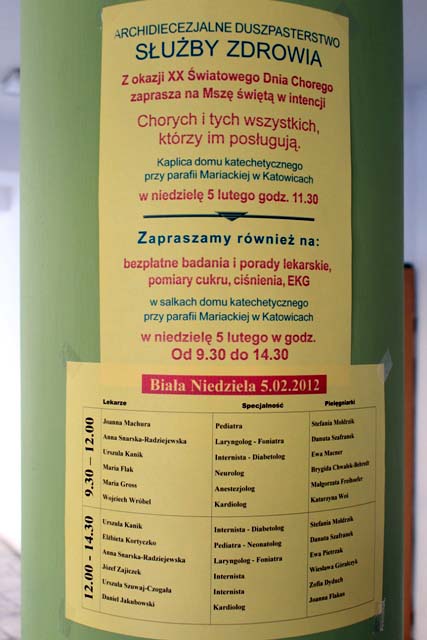 ARCHIDIECEZJALNE DUSZPASTERSTWO
SŁUŻBY ZDROWIA
Z okazji XX Światowego Dnia Chorego
zaprasza na Mszę świętą w intencji
Chorych i tych wszystkich,
którzy im posługują.
Kaplica domu katechetycznego
przy parafii Mariackiej w Katowicach
w niedzielę 5 lutego godz. 11.30
Zapraszamy również na:
bezpłatne badania i porady lekarskie,
pomiary cukru, ciśnienia, EKG
w salkach domu katechetycznego
przy parafii Mariackiej w Katowicach
w niedzielę 5 lutego w godz.
Od 9.30 do 14.30
Biała Niedziela 5.02.2012
Lekarze Specjalność Pielęgniarki
9.30 – 12.00
Joanna Machura Pediatra Stefania Mołdrzik
Anna Snarska-Radziejewska Laryngolog - Foniatra Danuta Szafranek
Urszula Kanik Internista - Diabetolog Ewa Macner
Maria Flak Neurolog Brygida Chwałek-Behrendt
Maria Gross Anestezjolog Małgorzata
Wojciech Wróbel Kardiolog Katarzyna Woś
12.00 - 14.30
Urszula Kanik Internista - Diabetolog Stefania Mołdrzik
Elżbieta Kortyczko Pediatra - Neonatolog Danuta Szafranek
Anna Snarska-Radziejewska Laryngolog - Foniatra Ewa Pietrzak
Józef Zajiczek Internista Wiesława Góralczyk
Urszula Szuwaj-Czogała Internista Zofia Dyduch
Daniel Jakubowski Kardiolog Joanna Flakus